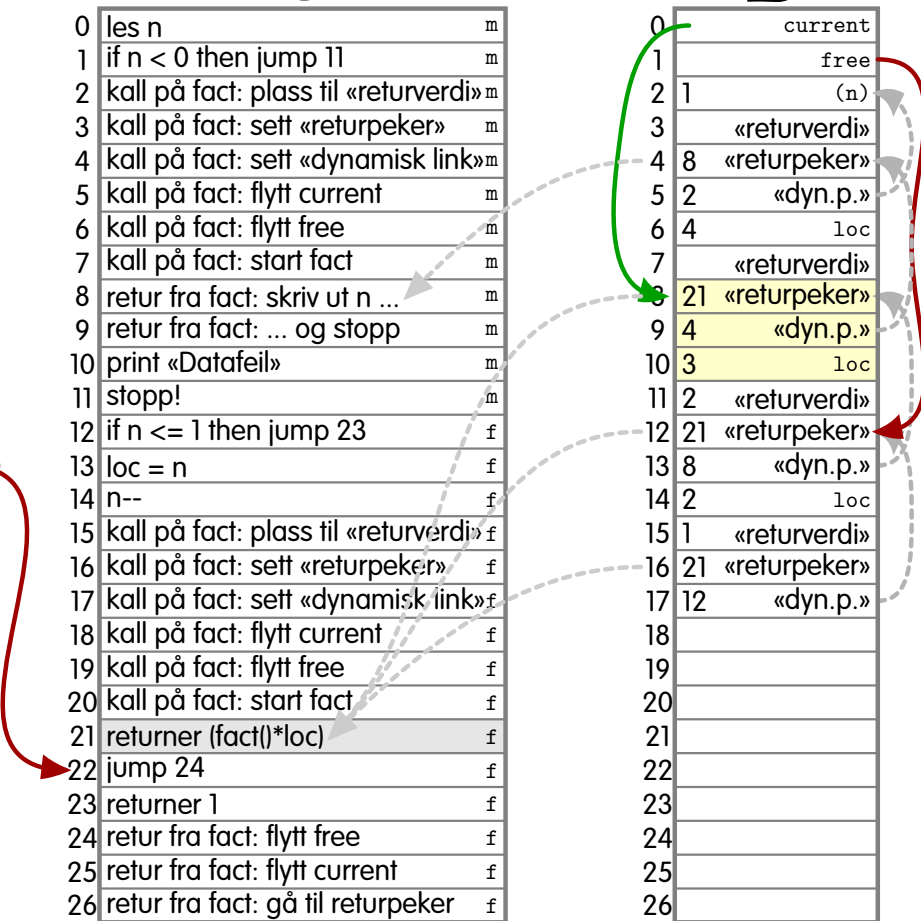 0 les n m
1 if n < 0 then jump 11 m
2 kall på fact: plass til «returverdi» m
3 kall på fact: sett «returpeker» m
4 kall på fact: sett «dynamisk link» m
5 kall på fact: flytt current m
6 kall på fact: flytt free m
7 kall på fact: start fact m
8 retur fra fact: skriv ut n ... m
9 retur fra fact: ... og stopp m
10 print «Datafeil» m
11 stopp! m
12 if n <= 1 then jump 23 f
13 loc = n f
14 n-- f
15 kall på fact: plass til «returverdi» f
16 kall på fact: sett «returpeker» f
17 kall på fact: sett «dynamisk link» f
18 kall på fact: flytt current f
19 kall på fact: flytt free f
20 kall på fact: start fact f
21 returner (fact()*loc) f
22 jump 24 f
23 returner 1 f
24 retur fra fact: flytt free f
25 retur fra fact: flytt current f
26 retur fra fact: gå til returpeker f
0 current
1 free
2 1 (n)
3 «returverdi»
4 8 «returpeker»
5 2 «dyn.p.»
6 4 loc
7 «returverdi»
8 21 «returpeker»
9 4 «dyn.p.»
10 3 loc
11 2 «returverdi»
12 21 «returpeker»
13 8 «dyn.p.»
14 2 loc
15 1 «returverdi»
16 21 «returpeker»
17 12 «dyn.p.»
18
19
20
21
22
23
24
25
26